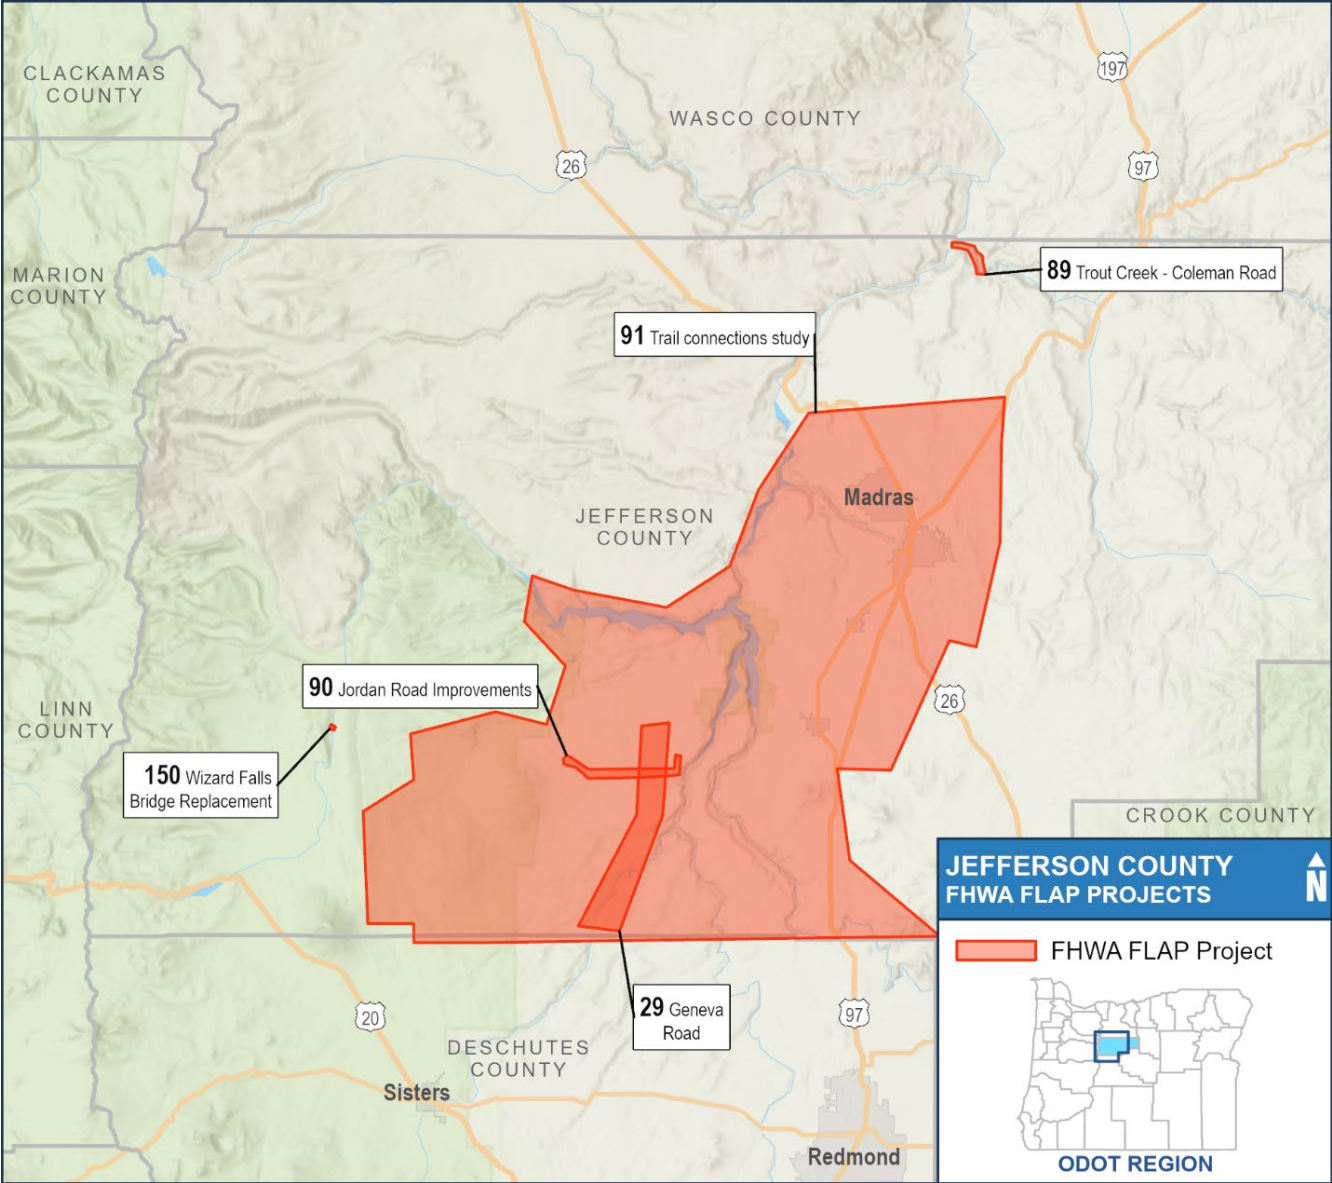 CLACKAMAS
COUNTY
197
WASCO COUNTY
26
97
MARION
COUNTY
89 Trout Creek - Coleman Road
91 Trail connections study
Madras
JEFFERSON
COUNTY
90 Jordan Road Improvements
26
LINN
COUNTY
150 Wizard Falls
Bridge Replacement
CROOK COUNTY
29 Geneva
Road
20
97
DESCHUTES
COUNTY
Sisters
Redmond
JEFFERSON COUNTY
FHWA FLAP PROJECTS
N
FHWA FLAP Project
ODOT REGION